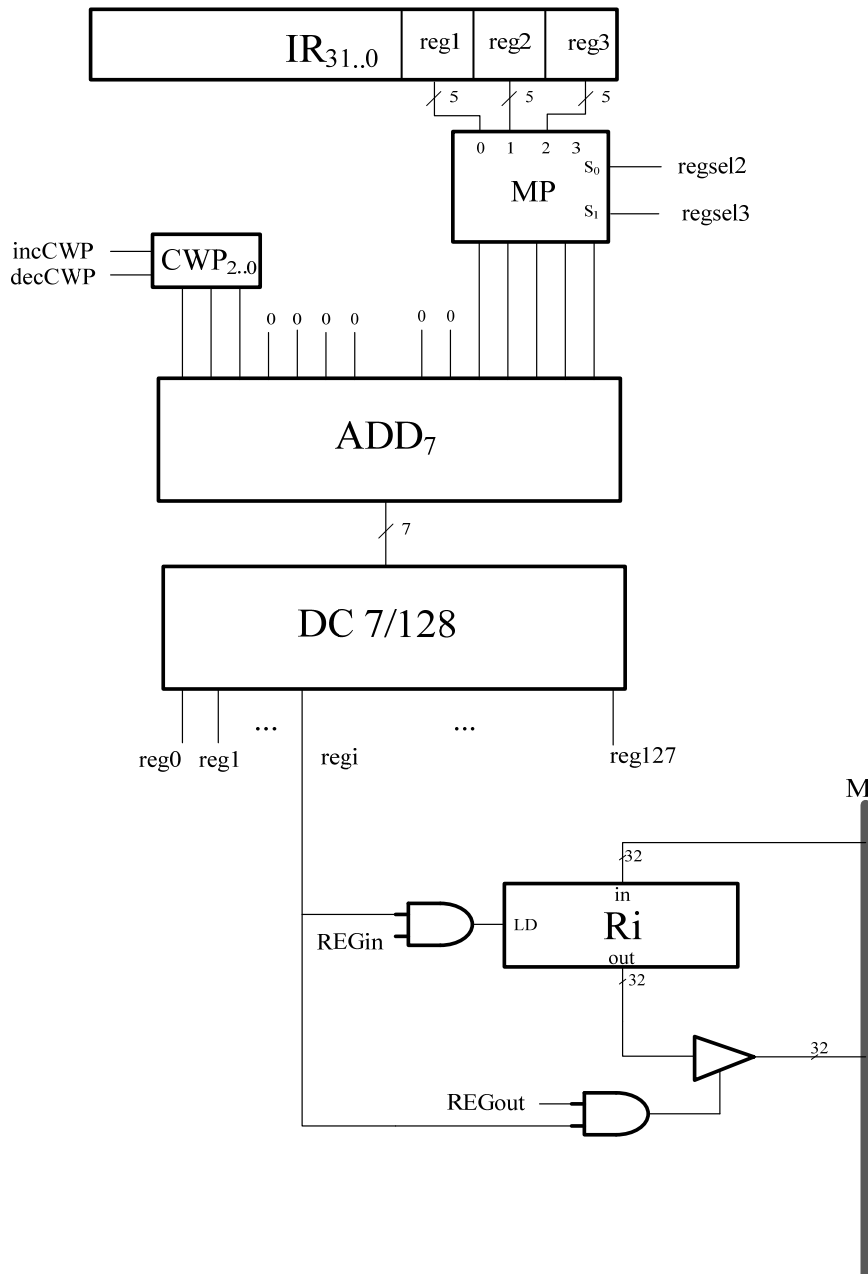 IR31..0 reg1 reg2 reg3
5 5 5
0 1 2 3
S0 regsel2
MP
S1 regsel3
incCWP
decCWP
CWP2..0
0 0 0 0 0 0
ADD7
7
DC 7/128
... ...
reg0 reg1 regi reg127
M
32
in
REGin LD Ri
out
32
32
REGout